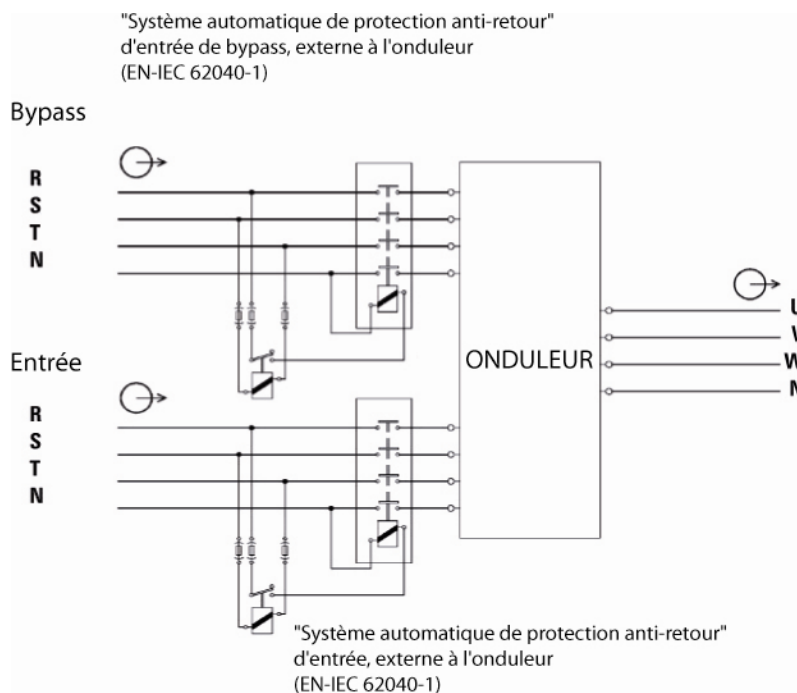 "Système automatique de protection anti-retour"
d'entrée de bypass, externe à l'onduleur
(EN-IEC 62040-1)
Bypass
R
S
T
N
ONDULEUR
U
V
W
N
Entrée
R
S
T
N
"Système automatique de protection anti-retour"
d'entrée, externe à l'onduleur
(EN-IEC 62040-1)